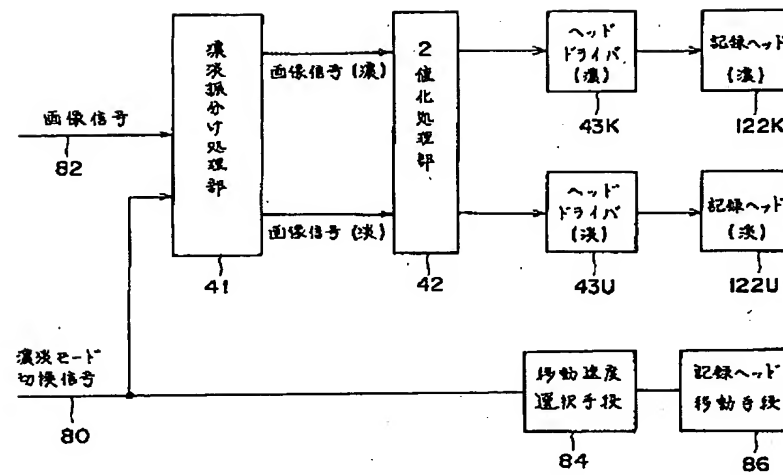 画像信号
82
濃淡モード
切換信号
80
濃淡振分け処理部
41
画像信号(濃)
画像信号(淡)
2値化処理部
42
ヘッド
ドライバ
(濃)
43K
記録ヘッド
(濃)
122K
ヘッド
ドライバ
(淡)
43U
記録ヘッド
(淡)
122U
移動速度
選択手段
84
記録ヘッド
移動手段
86